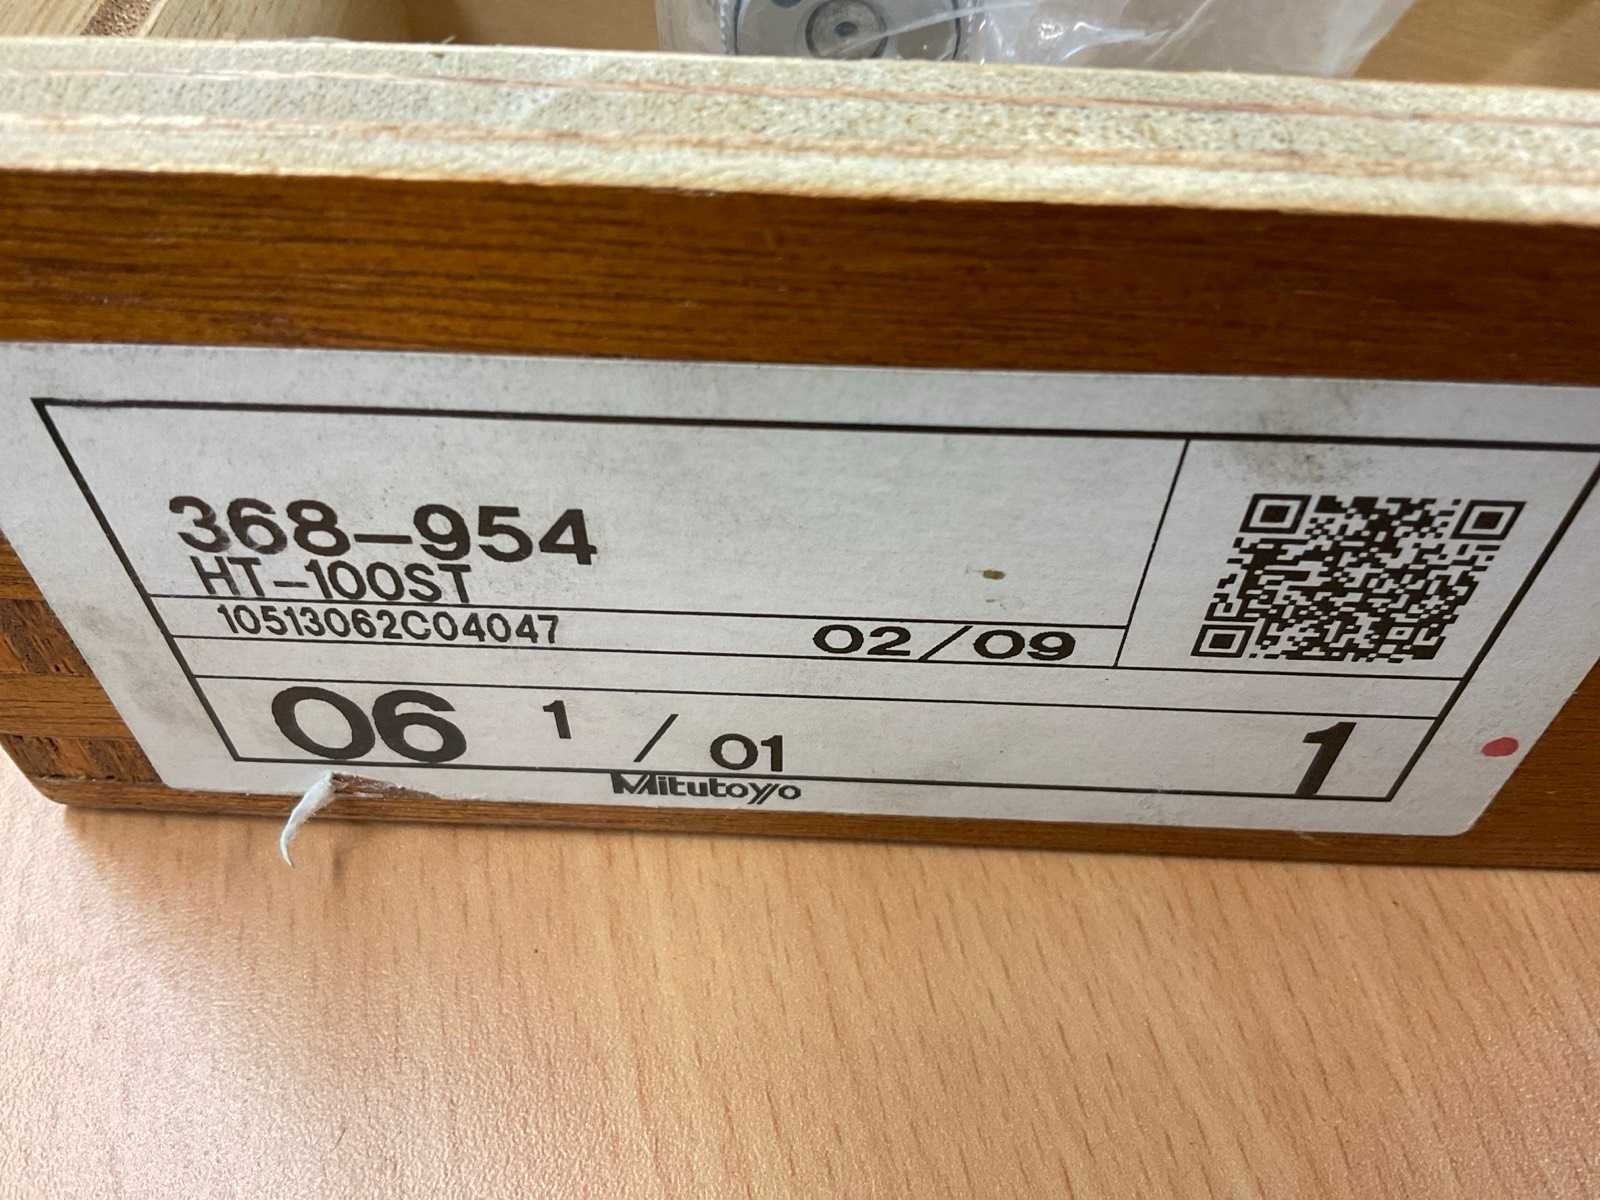 368-954
HT-100ST
10513062C04047 02/09
06 1 / 01 1
Mitutoyo